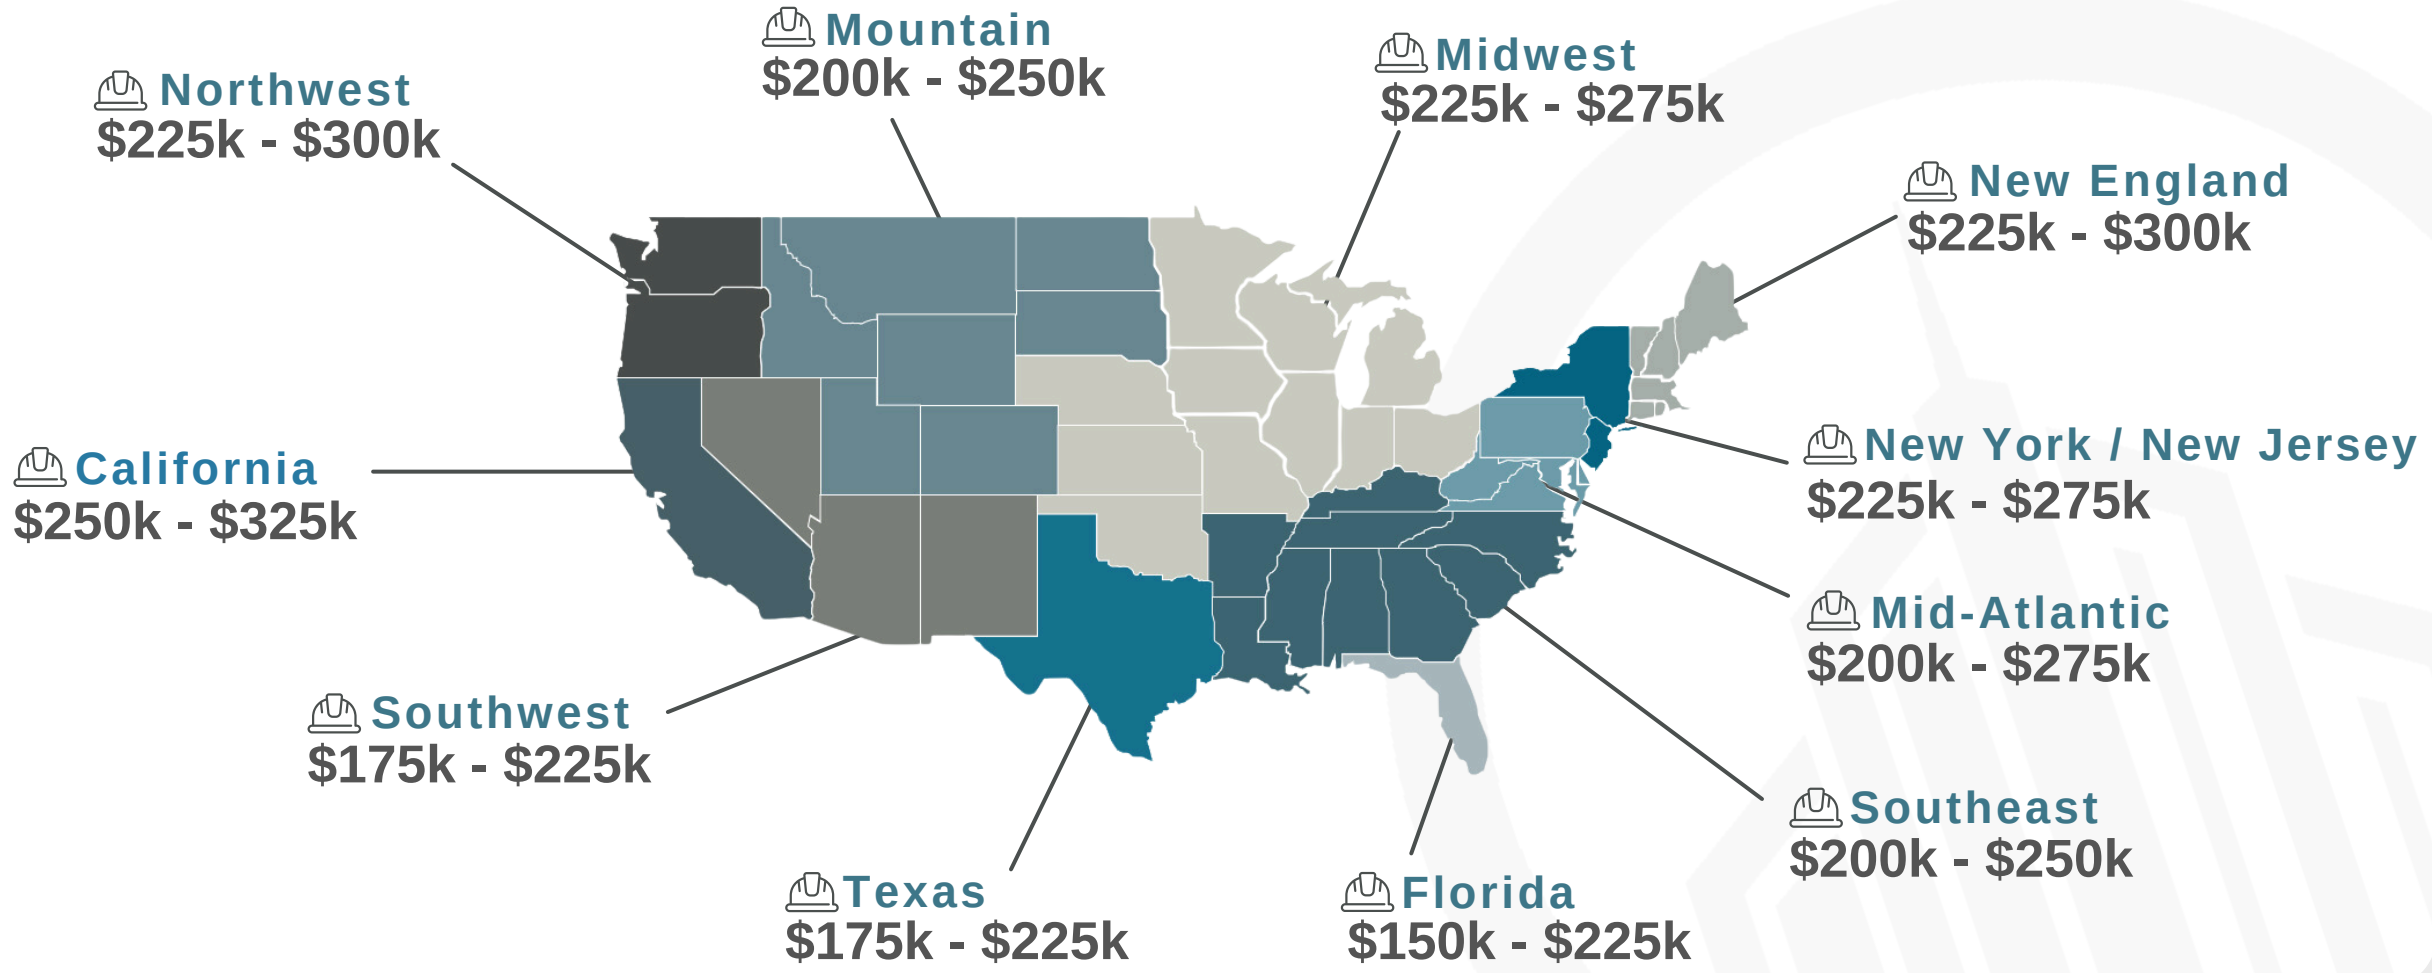 Mountain
$200k - $250k
Midwest
$225k - $275k
Northwest
$225k - $300k
New England
$225k - $300k
California
$250k - $325k
New York / New Jersey
$225k - $275k
Mid-Atlantic
$200k - $275k
Southwest
$175k - $225k
Southeast
$200k - $250k
Texas
$175k - $225k
Florida
$150k - $225k